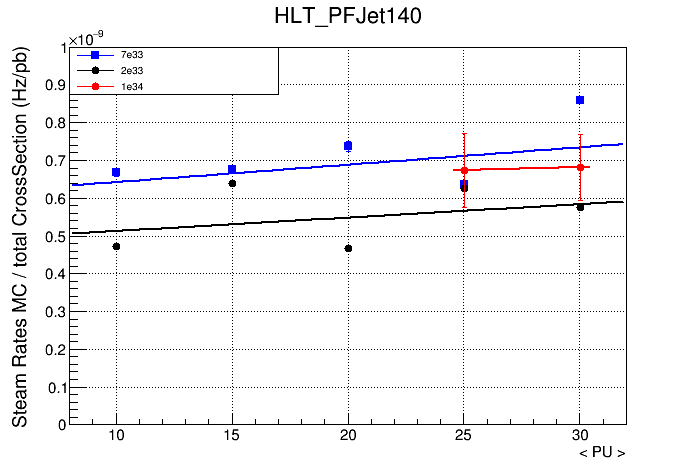 HLT_PFJet140
×10⁻⁹
Steam Rates MC / total CrossSection (Hz/pb)
1
0.9
0.8
0.7
0.6
0.5
0.4
0.3
0.2
0.1
0
7e33
2e33
1e34
10 15 20 25 30
< PU >